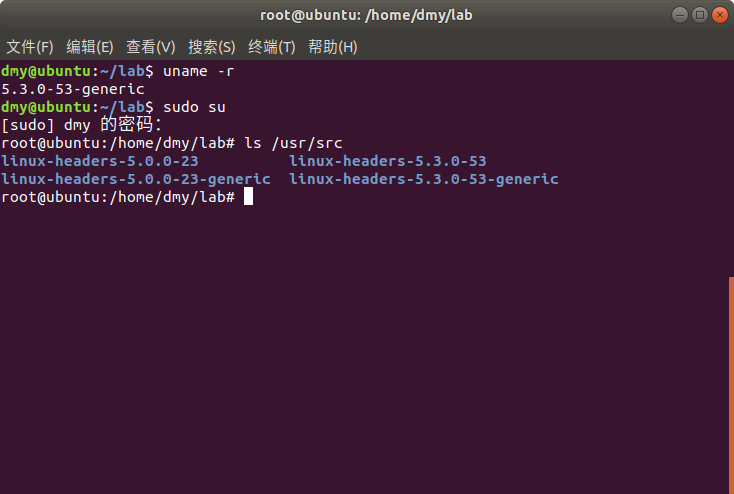 root@ubuntu: /home/dmy/lab
文件(F) 编辑(E) 查看(V) 搜索(S) 终端(T) 帮助(H)
dmy@ubuntu:~/lab$ uname -r
5.3.0-53-generic
dmy@ubuntu:~/lab$ sudo su
[sudo] dmy 的密码：
root@ubuntu:/home/dmy/lab# ls /usr/src
linux-headers-5.0.0-23          linux-headers-5.3.0-53
linux-headers-5.0.0-23-generic  linux-headers-5.3.0-53-generic
root@ubuntu:/home/dmy/lab#